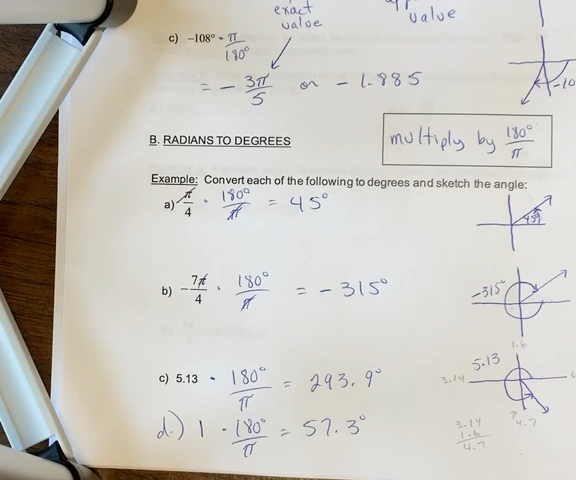 exact
value
value
c) -108° · π/180°
= - 3π/5 or - 1.885
-10
B. RADIANS TO DEGREES
multiply by 180°/π
Example: Convert each of the following to degrees and sketch the angle:
a) π/4 · 180°/π = 45°
45°
b) - 7π/4 · 180°/π = - 315°
-315°
1.6
c) 5.13 · 180°/π = 293.9°
5.13
3.14
4.7
d.) 1 · 180°/π = 57.3°
3.14
1.6
4.7